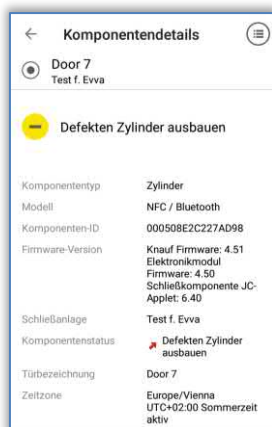 Komponentendetails
Door 7
Test f. Evva
Defekten Zylinder ausbauen
Komponententyp Zylinder
Modell NFC / Bluetooth
Komponenten-ID 000508E2C227AD98
Firmware-Version Knauf Firmware: 4.51
Elektronikmodul
Firmware: 4.50
Schließkomponente JC-
Applet: 6.40
Schließanlage Test f. Evva
Komponentenstatus Defekten Zylinder
ausbauen
Türbezeichnung Door 7
Zeitzone Europe/Vienna
UTC+02:00 Sommerzeit
aktiv